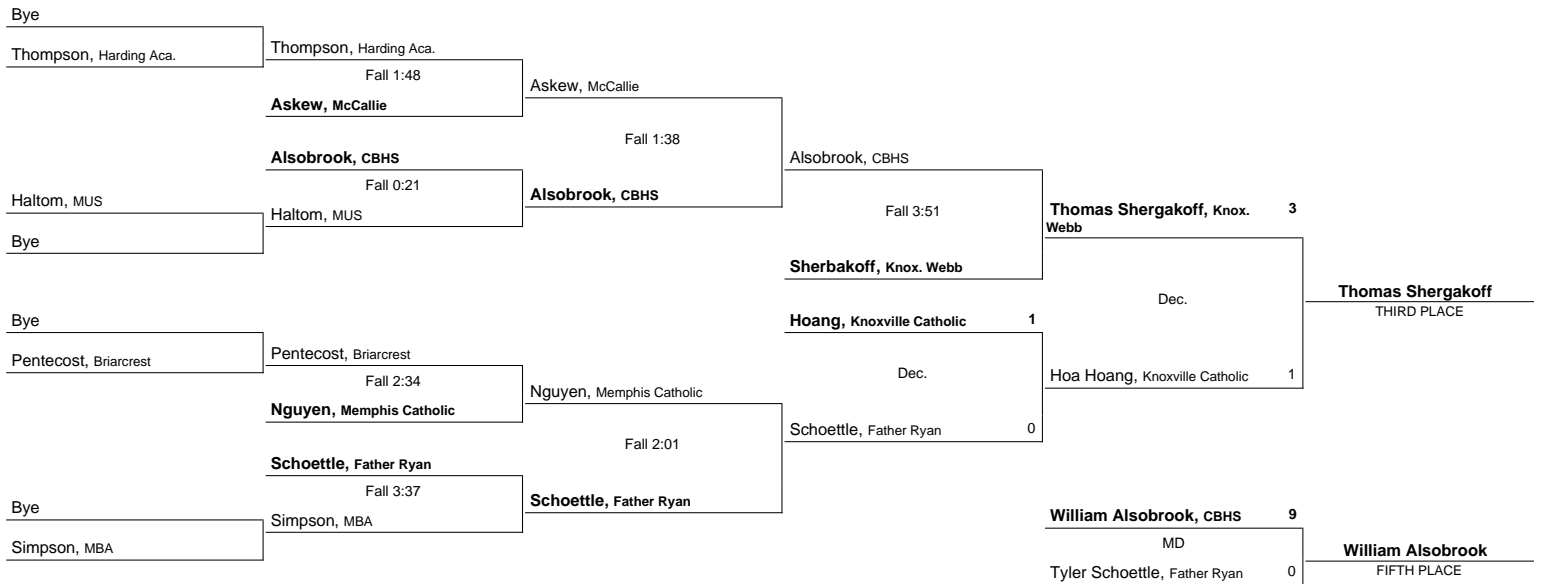 Bye
Thompson, Harding Aca.
Haltom, MUS
Bye
Bye
Pentecost, Briarcrest
Bye
Simpson, MBA
Thompson, Harding Aca.
Fall 1:48
Askew, McCallie
Alsobrook, CBHS
Fall 0:21
Haltom, MUS
Pentecost, Briarcrest
Fall 2:34
Nguyen, Memphis Catholic
Schoettle, Father Ryan
Fall 3:37
Simpson, MBA
Askew, McCallie
Fall 1:38
Alsobrook, CBHS
Nguyen, Memphis Catholic
Fall 2:01
Schoettle, Father Ryan
Alsobrook, CBHS
Fall 3:51
Sherbakoff, Knox. Webb
Hoang, Knoxville Catholic 1
Dec.
Schoettle, Father Ryan 0
Thomas Shergakoff, Knox. 3
Webb
Dec.
Hoa Hoang, Knoxville Catholic 1
Thomas Shergakoff
THIRD PLACE
William Alsobrook, CBHS 9
MD
Tyler Schoettle, Father Ryan 0
William Alsobrook
FIFTH PLACE